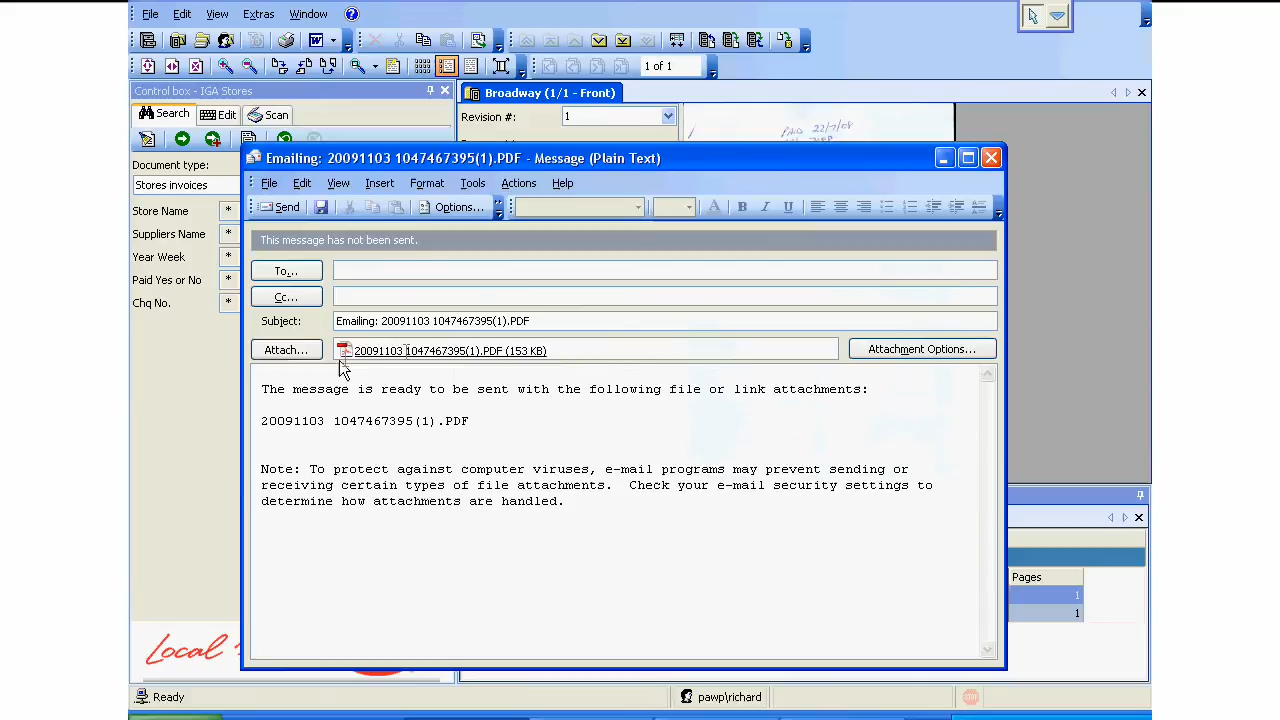 File Edit View Extras Window
1 of 1
Control box - IGA Stores
Broadway (1/1 - Front)
Search Edit Scan
Revision #: 1
PAID 22/7/08
Document type:
Stores invoices
Store Name *
Suppliers Name *
Year Week *
Paid Yes or No *
Chq No. *
Emailing: 20091103 1047467395(1).PDF - Message (Plain Text)
File Edit View Insert Format Tools Actions Help
Send Options...
This message has not been sent.
To...
Cc...
Subject: Emailing: 20091103 1047467395(1).PDF
Attach... 20091103 1047467395(1).PDF (153 KB) Attachment Options...
The message is ready to be sent with the following file or link attachments:
20091103 1047467395(1).PDF
Note: To protect against computer viruses, e-mail programs may prevent sending or
receiving certain types of file attachments.  Check your e-mail security settings to
determine how attachments are handled.
Pages
1
1
Local
Ready pawp\richard